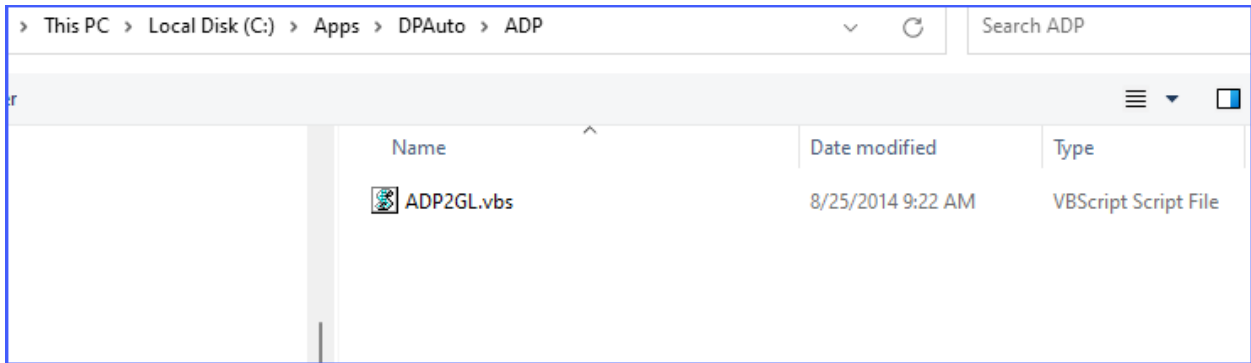 > This PC > Local Disk (C:) > Apps > DPAuto > ADP Search ADP
er
Name Date modified Type
ADP2GL.vbs 8/25/2014 9:22 AM VBScript Script File